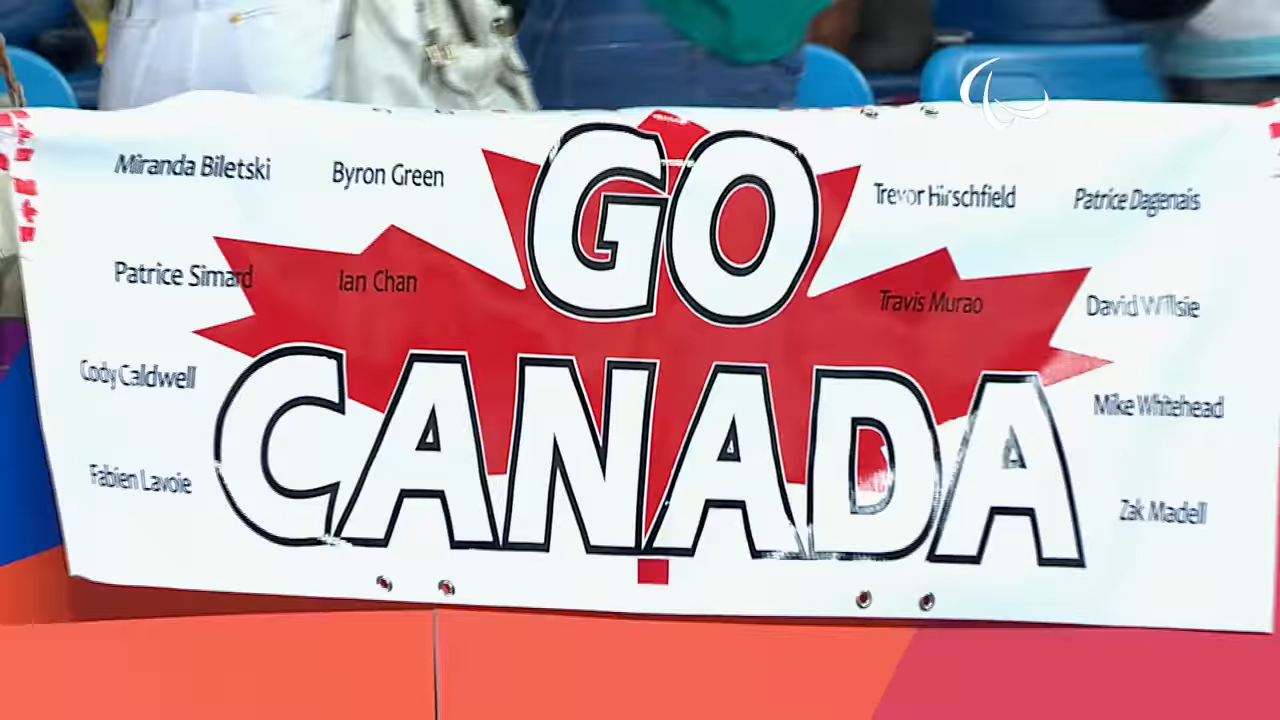 GO
CANADA
Miranda Biletski
Byron Green
Trevor Hirschfield
Patrice Dagenais
Patrice Simard
Ian Chan
Travis Murao
David Willsie
Cody Caldwell
Mike Whitehead
Fabien Lavoie
Zak Madell